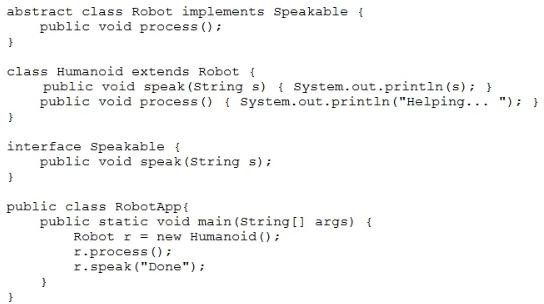 abstract class Robot implements Speakable {
    public void process();
}

class Humanoid extends Robot {
    public void speak(String s) { System.out.println(s); }
    public void process() { System.out.println("Helping... "); }
}

interface Speakable {
    public void speak(String s);
}

public class RobotApp{
    public static void main(String[] args) {
        Robot r = new Humanoid();
        r.process();
        r.speak("Done");
    }
}